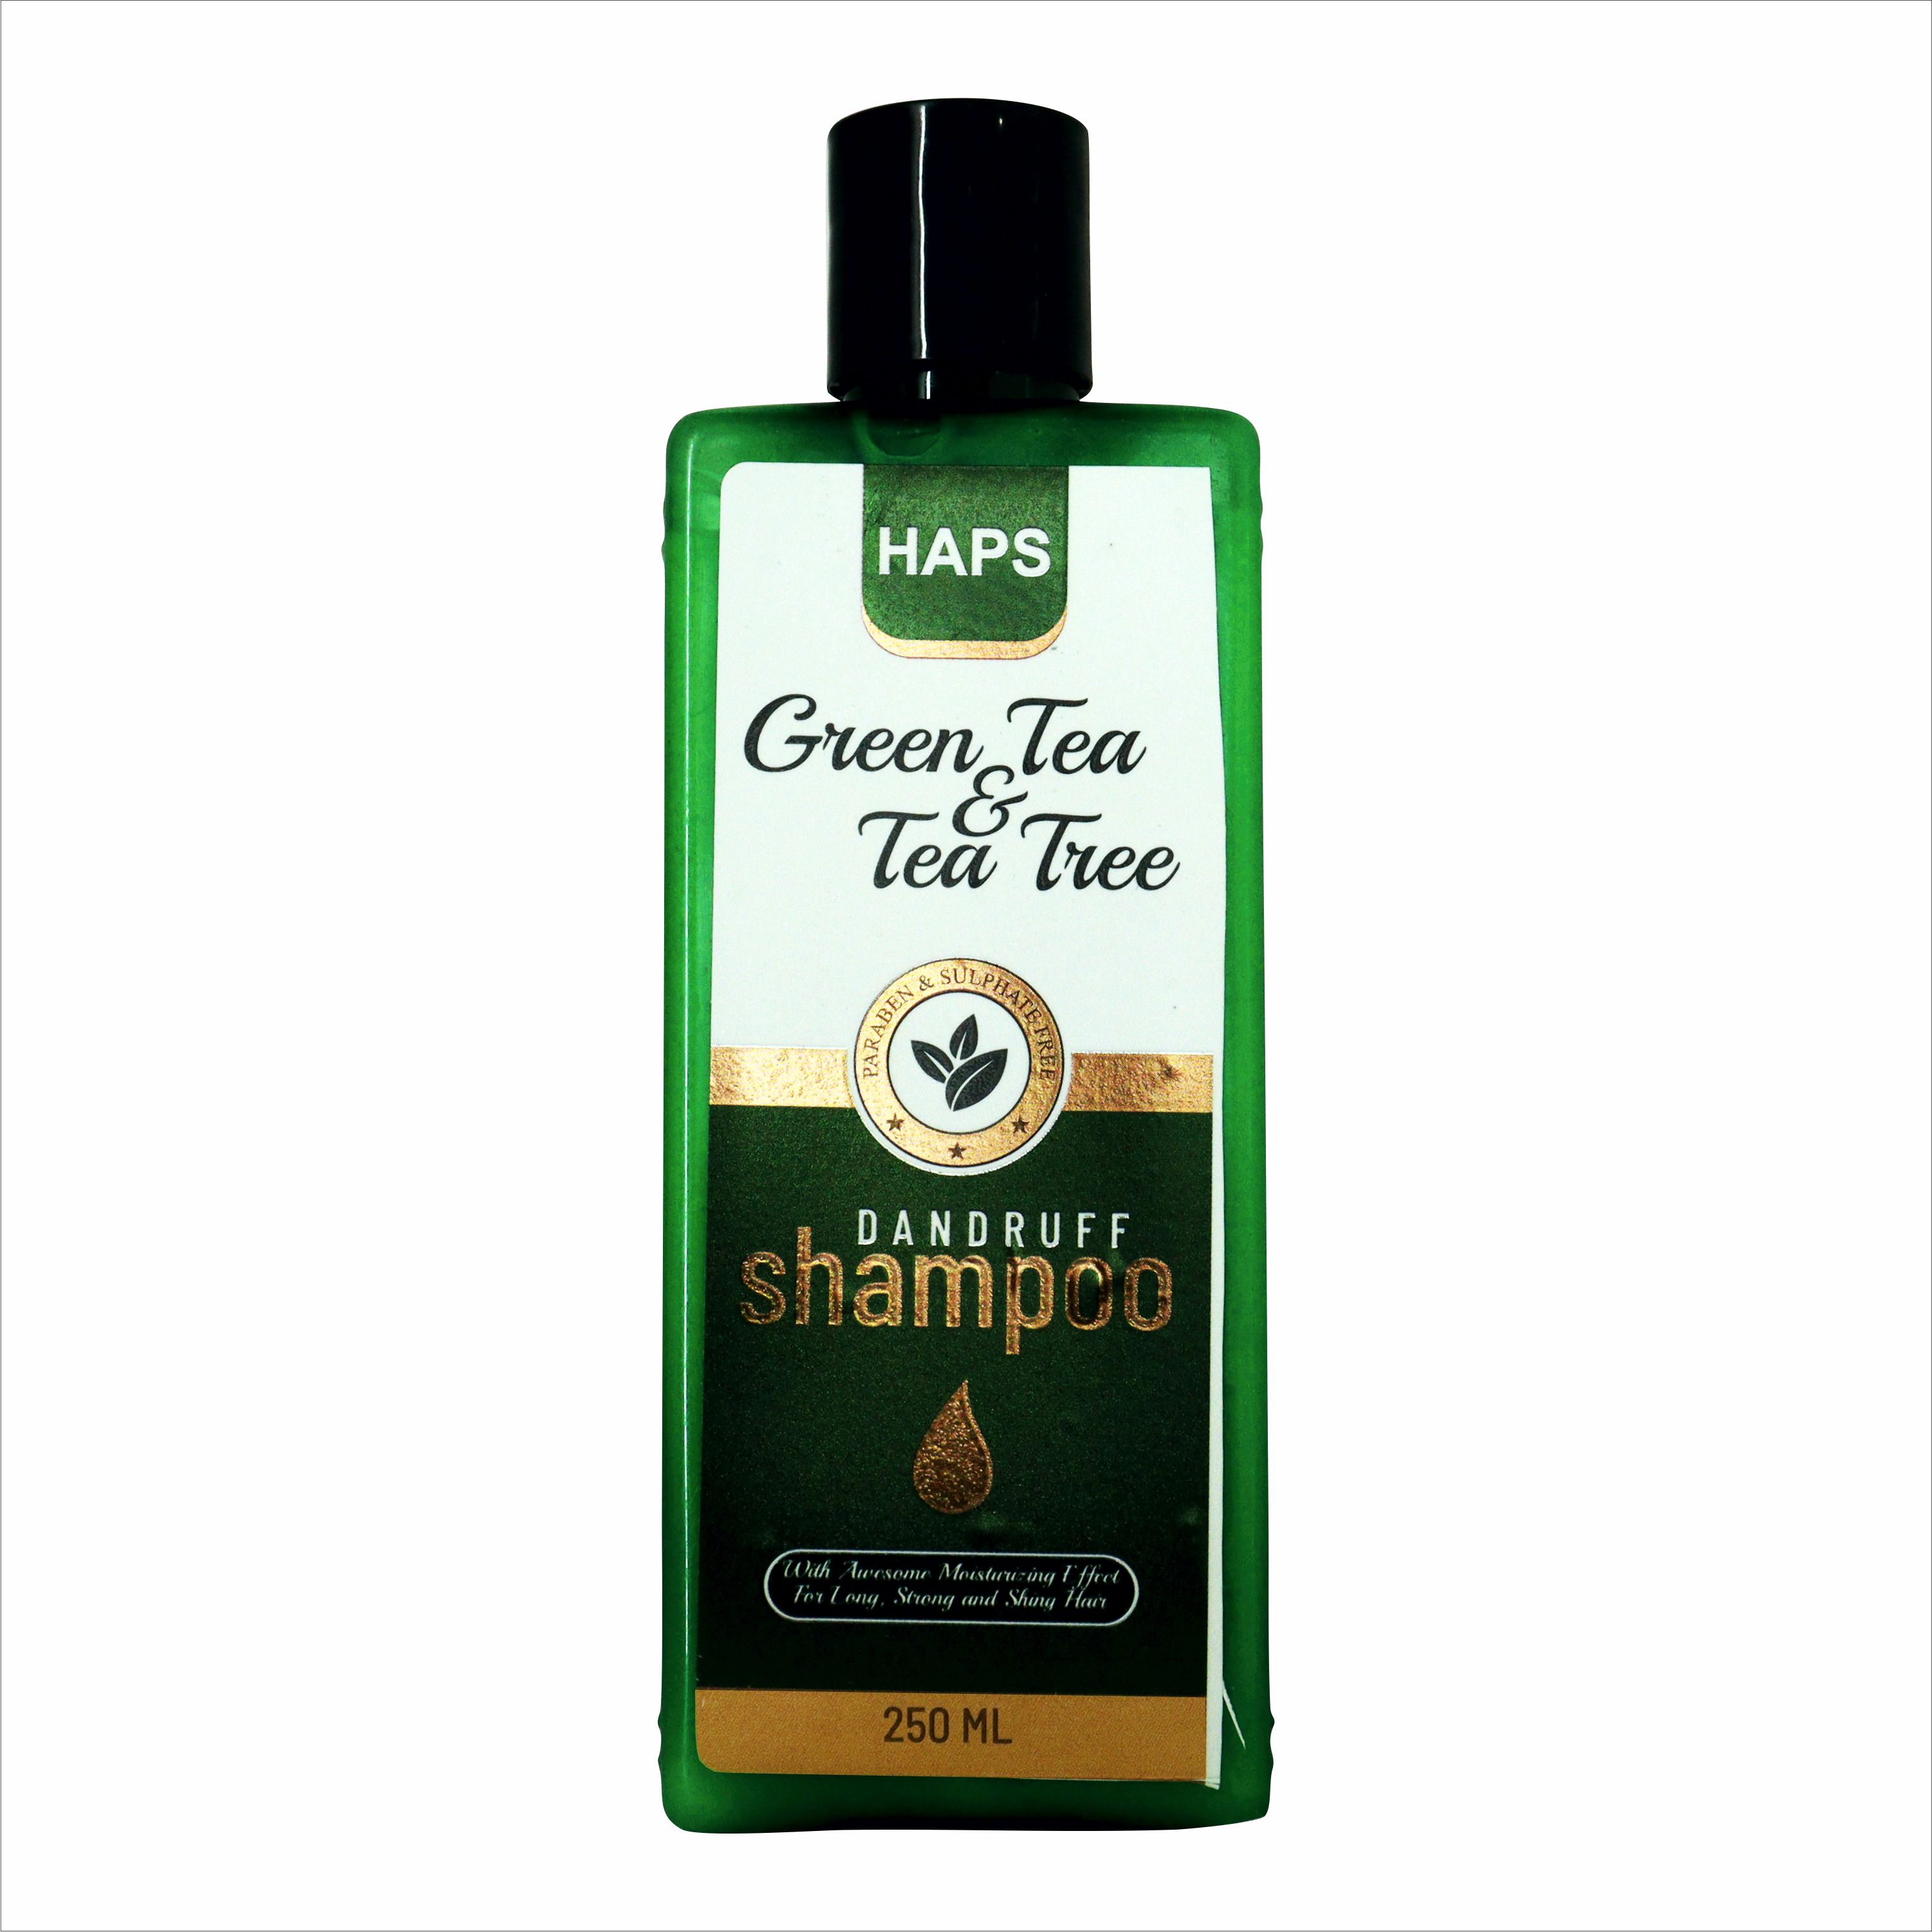 HAPS
Green Tea
&
Tea Tree
PARABEN & SULPHATE FREE
DANDRUFF
shampoo
With Awesome Moisturizing Effect
For Long, Strong and Shiny Hair
250 ML